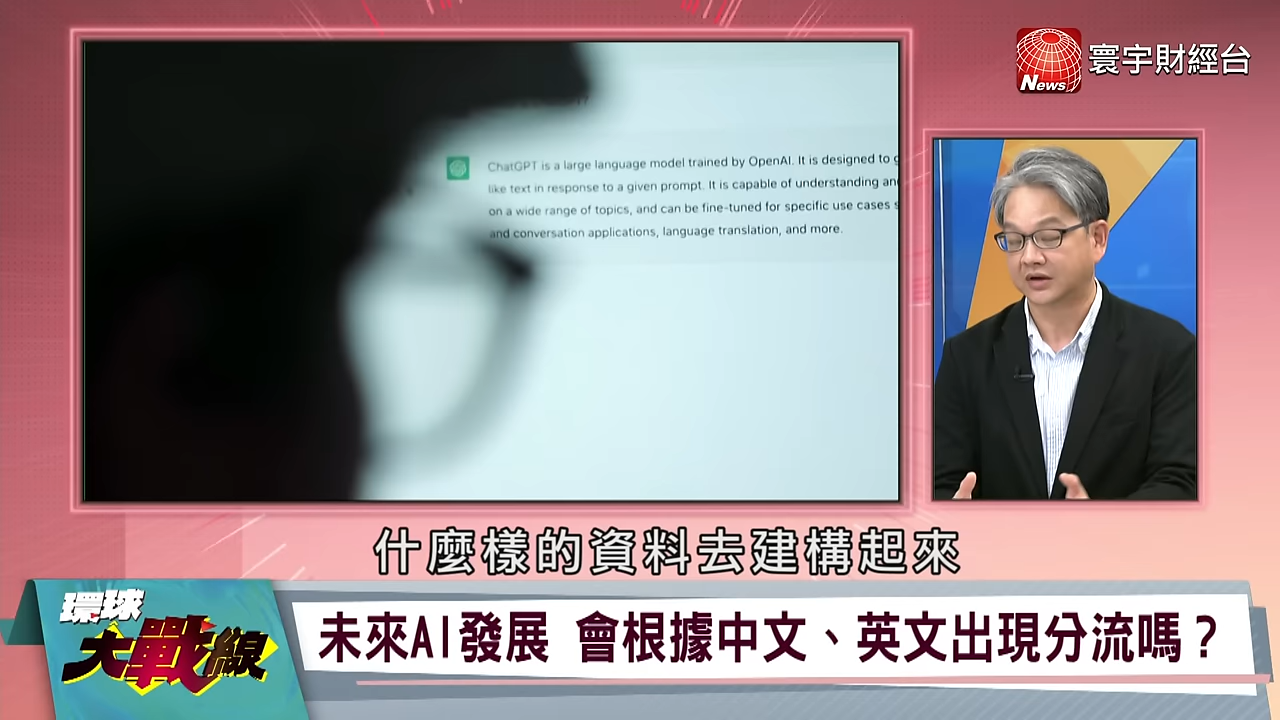 News 寰宇財經台
ChatGPT is a large language model trained by OpenAI. It is designed to g
like text in response to a given prompt. It is capable of understanding an
on a wide range of topics, and can be fine-tuned for specific use cases s
and conversation applications, language translation, and more.
什麼樣的資料去建構起來
環球
大戰線
未來AI發展 會根據中文、英文出現分流嗎？